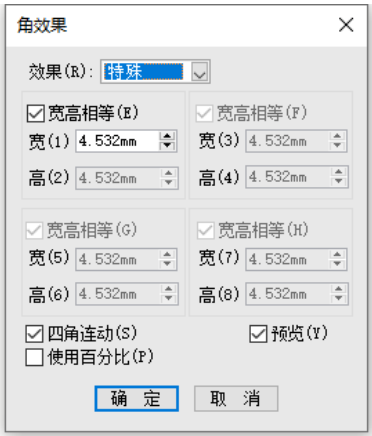 角效果
效果(R): 特殊
宽高相等(E) 宽高相等(F)
宽(1) 4.532mm 宽(3) 4.532mm
高(2) 4.532mm 高(4) 4.532mm
宽高相等(G) 宽高相等(H)
宽(5) 4.532mm 宽(7) 4.532mm
高(6) 4.532mm 高(8) 4.532mm
四角连动(S) 预览(Y)
使用百分比(P)
确 定 取 消